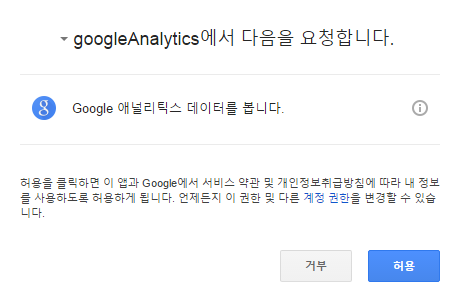 googleAnalytics에서 다음을 요청합니다.
Google 애널리틱스 데이터를 봅니다.
허용을 클릭하면 이 앱과 Google에서 서비스 약관 및 개인정보취급방침에 따라 내 정보
를 사용하도록 허용하게 됩니다. 언제든지 이 권한 및 다른 계정 권한을 변경할 수 있습
니다.
거부
허용